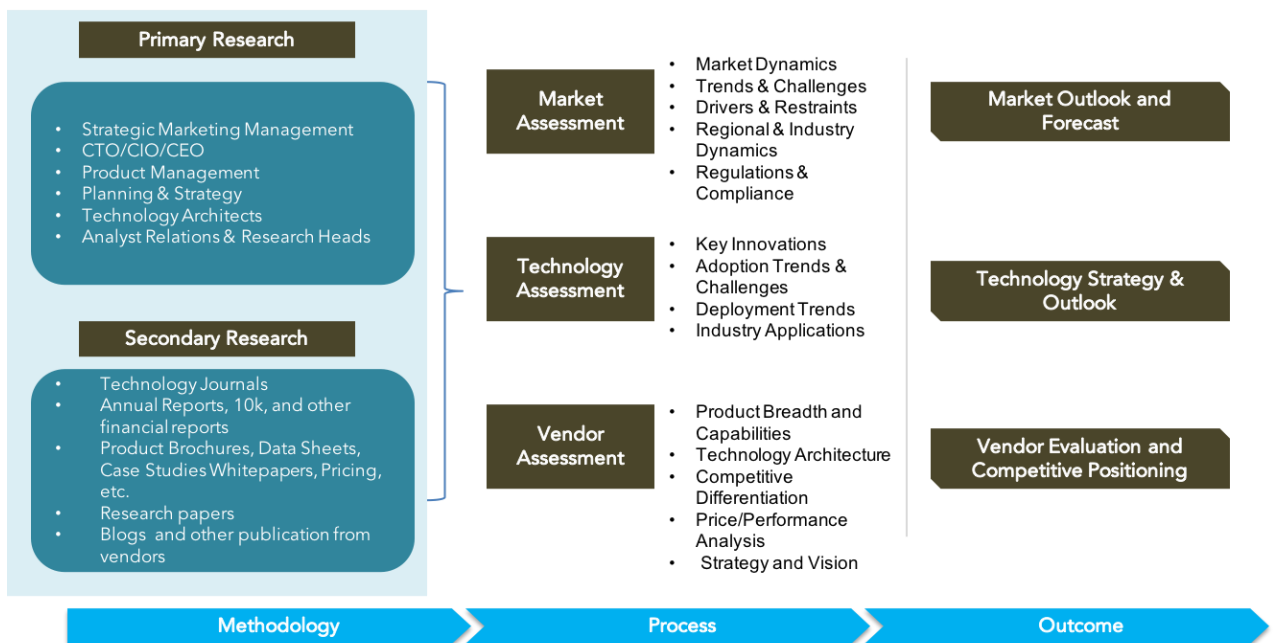 Primary Research
• Strategic Marketing Management
• CTO/CIO/CEO
• Product Management
• Planning & Strategy
• Technology Architects
• Analyst Relations & Research Heads
Secondary Research
• Technology Journals
• Annual Reports, 10k, and other
financial reports
• Product Brochures, Data Sheets,
Case Studies Whitepapers, Pricing,
etc.
• Research papers
• Blogs and other publication from
vendors
Market
Assessment
• Market Dynamics
• Trends & Challenges
• Drivers & Restraints
• Regional & Industry
Dynamics
• Regulations &
Compliance
Technology
Assessment
• Key Innovations
• Adoption Trends &
Challenges
• Deployment Trends
• Industry Applications
Vendor
Assessment
• Product Breadth and
Capabilities
• Technology Architecture
• Competitive
Differentiation
• Price/Performance
Analysis
• Strategy and Vision
Market Outlook and
Forecast
Technology Strategy &
Outlook
Vendor Evaluation and
Competitive Positioning
Methodology
Process
Outcome